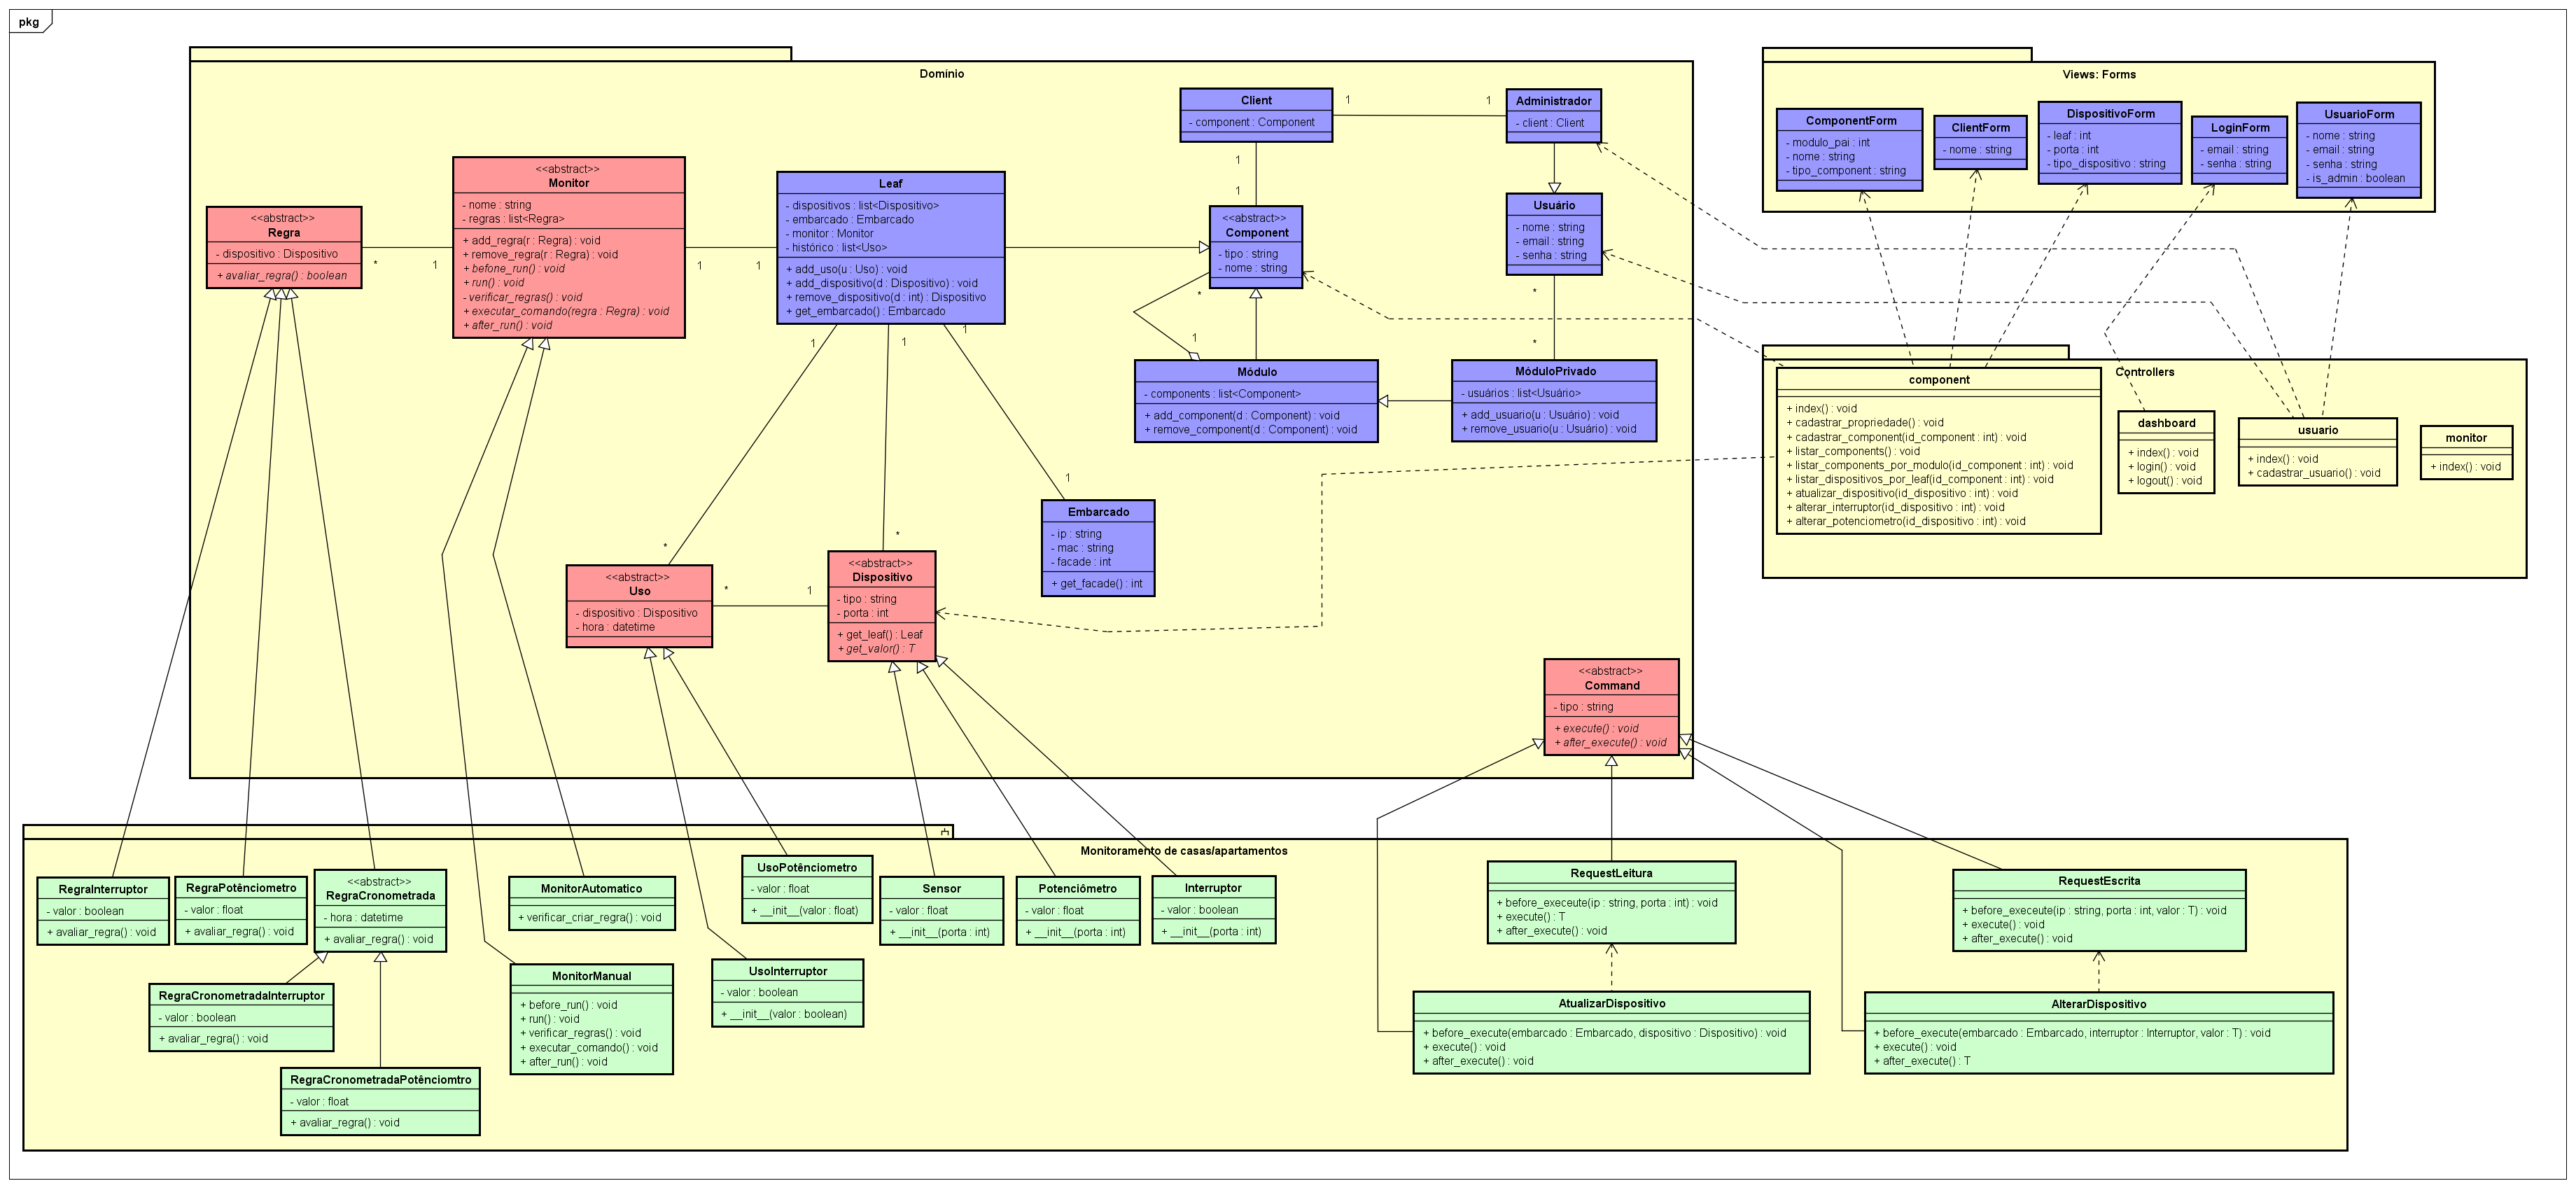 pkg
Domínio
<<abstract>>
Regra
- dispositivo : Dispositivo
+ avaliar_regra() : boolean
*
1
<<abstract>>
Monitor
- nome : string
- regras : list<Regra>
+ add_regra(r : Regra) : void
+ remove_regra(r : Regra) : void
+ befone_run() : void
+ run() : void
- verificar_regras() : void
+ executar_comando(regra : Regra) : void
+ after_run() : void
1
1
Leaf
- dispositivos : list<Dispositivo>
- embarcado : Embarcado
- monitor : Monitor
- histórico : list<Uso>
+ add_uso(u : Uso) : void
+ add_dispositivo(d : Dispositivo) : void
+ remove_dispositivo(d : int) : Dispositivo
+ get_embarcado() : Embarcado
1
1
1
Client
- component : Component
1
1
Administrador
- client : Client
1
1
<<abstract>>
Component
- tipo : string
- nome : string
*
1
Usuário
- nome : string
- email : string
- senha : string
*
*
Módulo
- components : list<Component>
+ add_component(d : Component) : void
+ remove_component(d : Component) : void
MóduloPrivado
- usuários : list<Usuário>
+ add_usuario(u : Usuário) : void
+ remove_usuario(u : Usuário) : void
1
Embarcado
- ip : string
- mac : string
- facade : int
+ get_facade() : int
*
<<abstract>>
Uso
- dispositivo : Dispositivo
- hora : datetime
*
1
*
<<abstract>>
Dispositivo
- tipo : string
- porta : int
+ get_leaf() : Leaf
+ get_valor() : T
<<abstract>>
Command
- tipo : string
+ execute() : void
+ after_execute() : void
Views: Forms
ComponentForm
- modulo_pai : int
- nome : string
- tipo_component : string
ClientForm
- nome : string
DispositivoForm
- leaf : int
- porta : int
- tipo_dispositivo : string
LoginForm
- email : string
- senha : string
UsuarioForm
- nome : string
- email : string
- senha : string
- is_admin : boolean
Controllers
component
+ index() : void
+ cadastrar_propriedade() : void
+ cadastrar_component(id_component : int) : void
+ listar_components() : void
+ listar_components_por_modulo(id_component : int) : void
+ listar_dispositivos_por_leaf(id_component : int) : void
+ atualizar_dispositivo(id_dispositivo : int) : void
+ alterar_interruptor(id_dispositivo : int) : void
+ alterar_potenciometro(id_dispositivo : int) : void
dashboard
+ index() : void
+ login() : void
+ logout() : void
usuario
+ index() : void
+ cadastrar_usuario() : void
monitor
+ index() : void
Monitoramento de casas/apartamentos
RegraInterruptor
- valor : boolean
+ avaliar_regra() : void
RegraPotênciometro
- valor : float
+ avaliar_regra() : void
<<abstract>>
RegraCronometrada
- hora : datetime
+ avaliar_regra() : void
RegraCronometradaInterruptor
- valor : boolean
+ avaliar_regra() : void
RegraCronometradaPotênciomtro
- valor : float
+ avaliar_regra() : void
MonitorAutomatico
+ verificar_criar_regra() : void
MonitorManual
+ before_run() : void
+ run() : void
+ verificar_regras() : void
+ executar_comando() : void
+ after_run() : void
UsoPotênciometro
- valor : float
+ __init__(valor : float)
UsoInterruptor
- valor : boolean
+ __init__(valor : boolean)
Sensor
- valor : float
+ __init__(porta : int)
Potenciômetro
- valor : float
+ __init__(porta : int)
Interruptor
- valor : boolean
+ __init__(porta : int)
RequestLeitura
+ before_execeute(ip : string, porta : int) : void
+ execute() : T
+ after_execute() : void
RequestEscrita
+ before_execeute(ip : string, porta : int, valor : T) : void
+ execute() : void
+ after_execute() : void
AtualizarDispositivo
+ before_execute(embarcado : Embarcado, dispositivo : Dispositivo) : void
+ execute() : void
+ after_execute() : void
AlterarDispositivo
+ before_execute(embarcado : Embarcado, interruptor : Interruptor, valor : T) : void
+ execute() : void
+ after_execute() : T